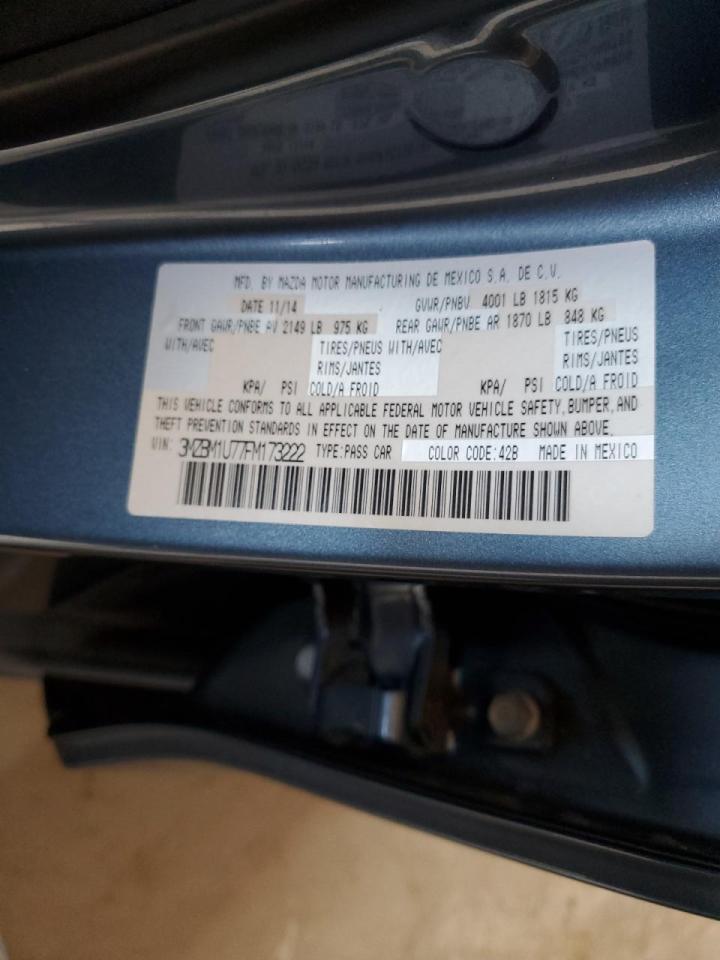 MFD. BY MAZDA MOTOR MANUFACTURING DE MEXICO S.A. DE C.V.
DATE 11/14 GVWR/PNBV 4001 LB 1815 KG
FRONT GAWR/PNBE AV 2149 LB 975 KG REAR GAWR/PNBE AR 1870 LB 848 KG
WITH/AVEC TIRES/PNEUS WITH/AVEC TIRES/PNEUS
RIMS/JANTES RIMS/JANTES
KPA/ PSI COLD/A FROID KPA/ PSI COLD/A FROID
THIS VEHICLE CONFORMS TO ALL APPLICABLE FEDERAL MOTOR VEHICLE SAFETY, BUMPER, AND
THEFT PREVENTION STANDARDS IN EFFECT ON THE DATE OF MANUFACTURE SHOWN ABOVE.
VIN: 3MZBM1U77FM173222 TYPE:PASS CAR COLOR CODE:42B MADE IN MEXICO